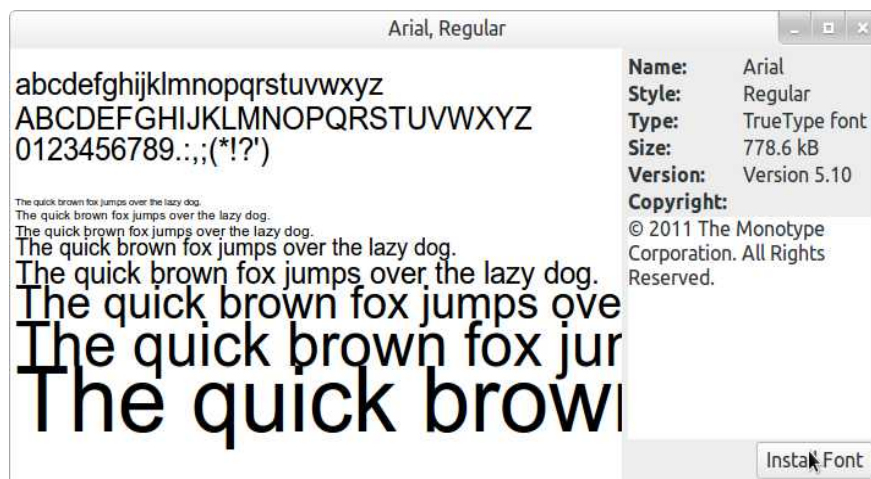 Arial, Regular
abcdefghijklmnopqrstuvwxyz
ABCDEFGHIJKLMNOPQRSTUVWXYZ
0123456789.:,;(*!?')
The quick brown fox jumps over the lazy dog.
The quick brown fox jumps over the lazy dog.
The quick brown fox jumps over the lazy dog.
The quick brown fox jumps over the lazy dog.
The quick brown fox jumps over the lazy dog.
The quick brown fox jumps ove
The quick brown fox jur
The quick brow
Name: Arial
Style: Regular
Type: TrueType font
Size: 778.6 kB
Version: Version 5.10
Copyright:
© 2011 The Monotype
Corporation. All Rights
Reserved.
Install Font